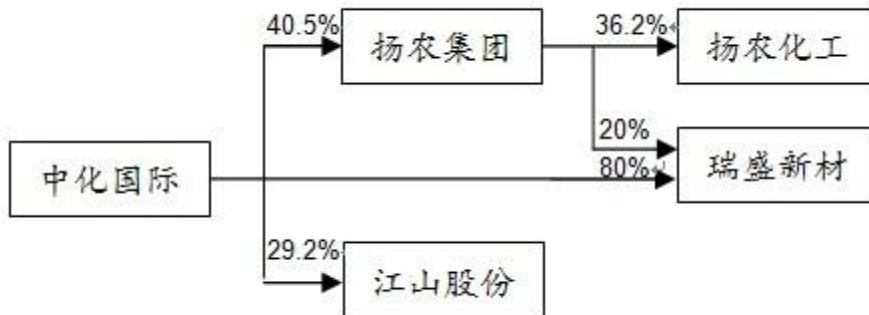 40.5%
扬农集团
36.2%
扬农化工
20%
80%
瑞盛新材
中化国际
29.2%
江山股份